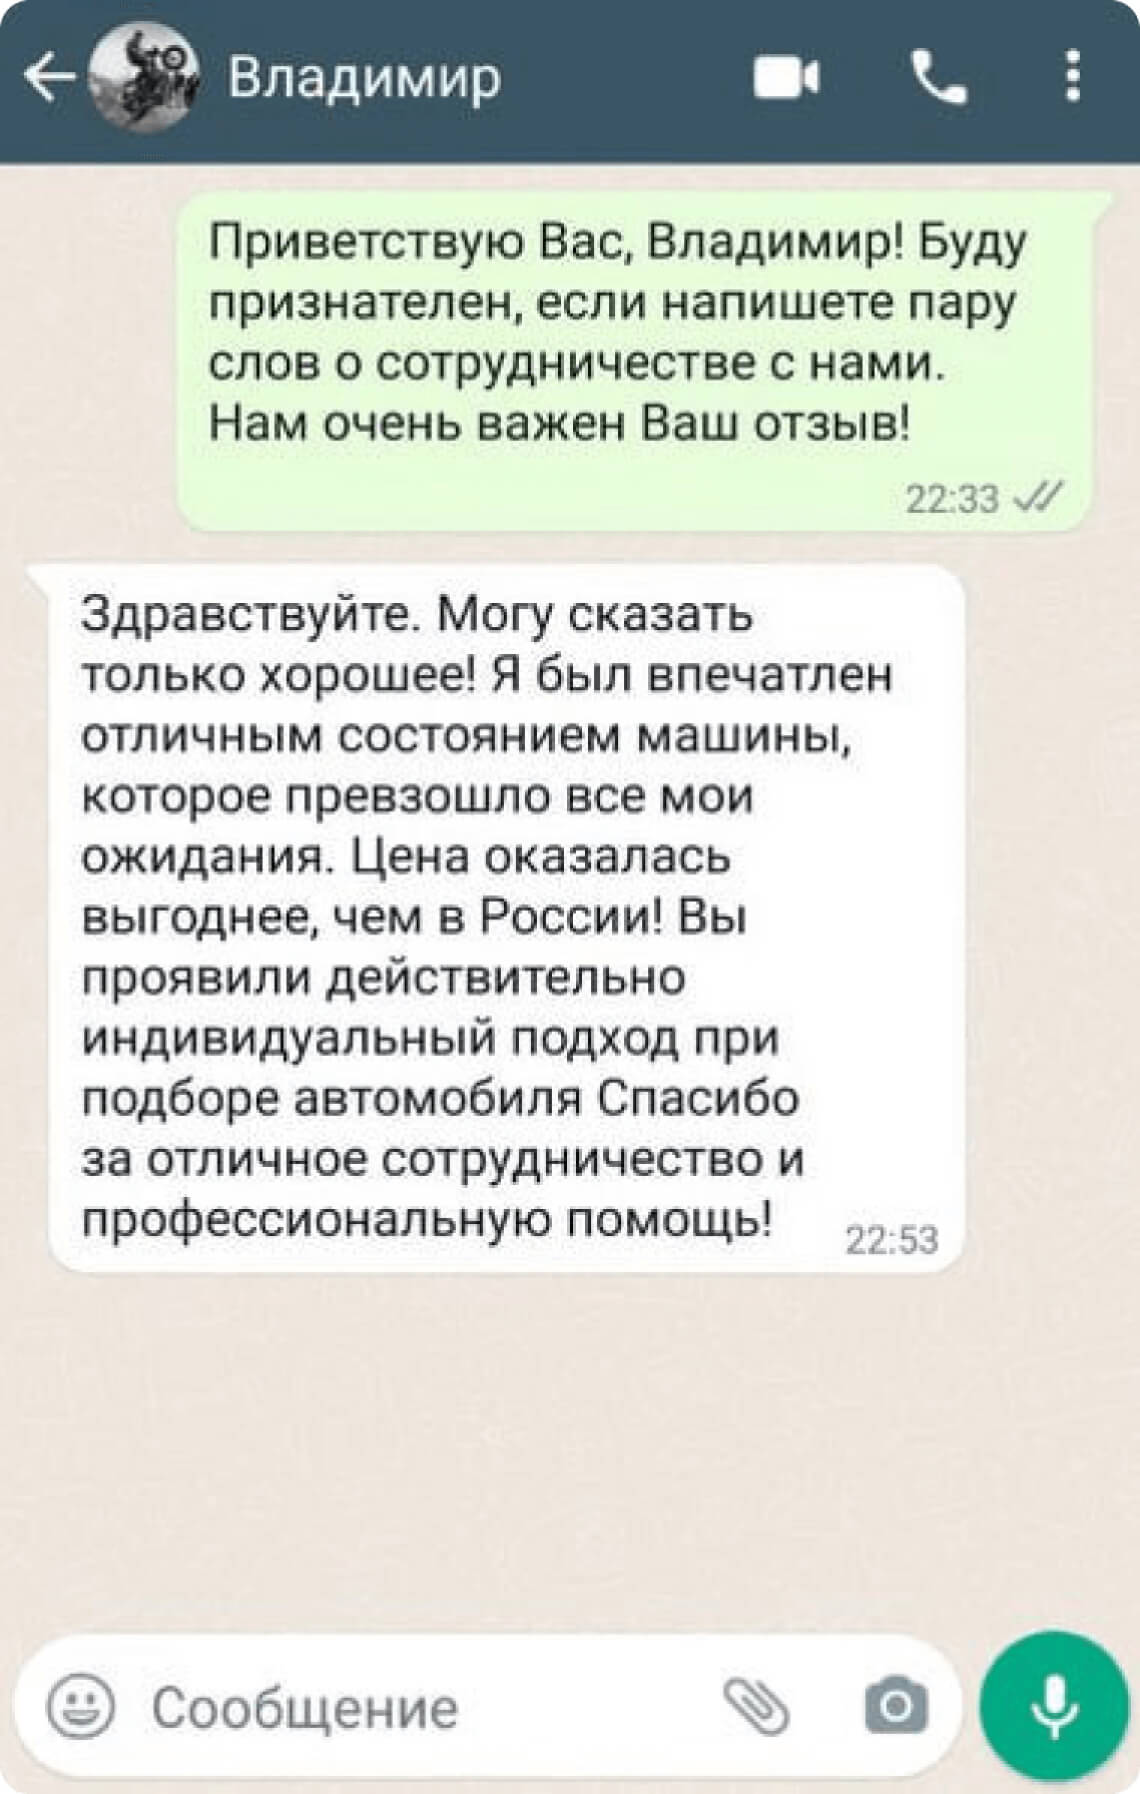 Владимир
Приветствую Вас, Владимир! Буду
признателен, если напишете пару
слов о сотрудничестве с нами.
Нам очень важен Ваш отзыв!
22:33
Здравствуйте. Могу сказать
только хорошее! Я был впечатлен
отличным состоянием машины,
которое превзошло все мои
ожидания. Цена оказалась
выгоднее, чем в России! Вы
проявили действительно
индивидуальный подход при
подборе автомобиля Спасибо
за отличное сотрудничество и
профессиональную помощь!
22:53
Сообщение